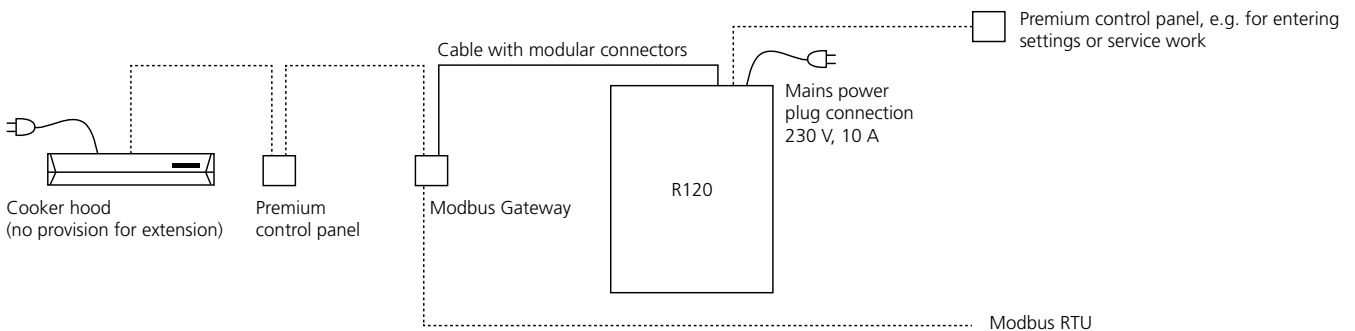 Premium control panel, e.g. for entering
settings or service work
Cable with modular connectors
Mains power
plug connection
230 V, 10 A
R120
Cooker hood
(no provision for extension)
Premium
control panel
Modbus Gateway
Modbus RTU